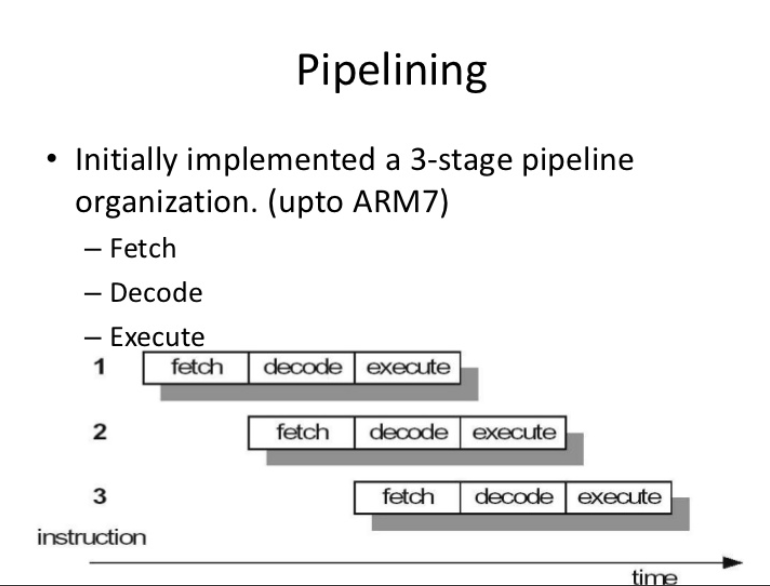 Pipelining
• Initially implemented a 3-stage pipeline
organization. (upto ARM7)
– Fetch
– Decode
– Execute
1 fetch decode execute
2 fetch decode execute
3 fetch decode execute
instruction
time